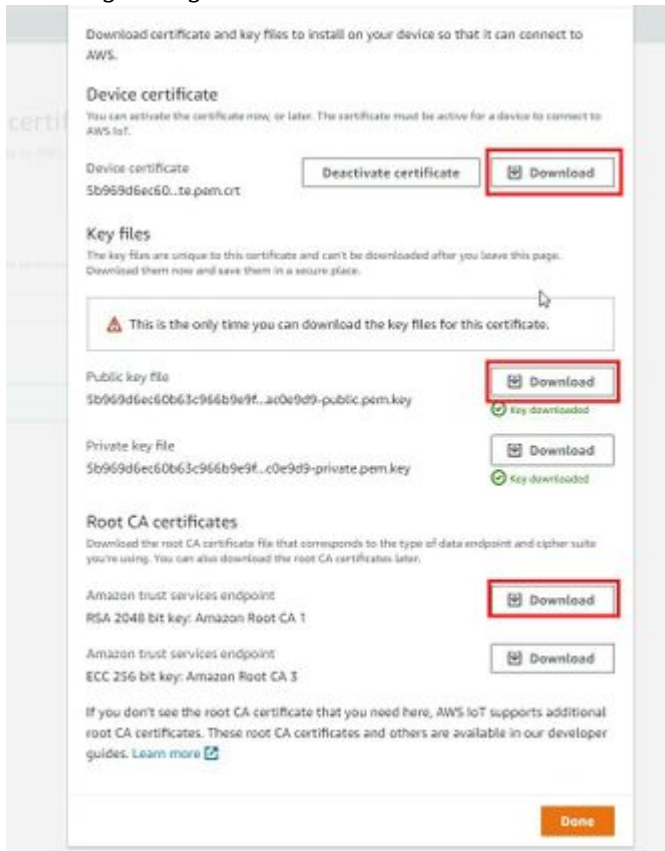 Download certificate and key files to install on your device so that it can connect to
AWS.
Device certificate
You can activate the certificate now, or later. The certificate must be active for a device to connect to
AWS IoT.
Device certificate
5b969d6ec60..te.pem.crt
Deactivate certificate
Download
Key files
The key files are unique to this certificate and can't be downloaded after you leave this page.
Download them now and save them in a secure place.
This is the only time you can download the key files for this certificate.
Public key file
5b969d6ec60b63c966b9e9f..ac0e9d9-public.pem.key
Download
Key downloaded
Private key file
5b969d6ec60b63c966b9e9f..c0e9d9-private.pem.key
Download
Key downloaded
Root CA certificates
Download the root CA certificate file that corresponds to the type of data endpoint and cipher suite
you're using. You can also download the root CA certificates later.
Amazon trust services endpoint
RSA 2048 bit key: Amazon Root CA 1
Download
Amazon trust services endpoint
ECC 256 bit key: Amazon Root CA 3
Download
If you don't see the root CA certificate that you need here, AWS IoT supports additional
root CA certificates. These root CA certificates and others are available in our developer
guides. Learn more
Done